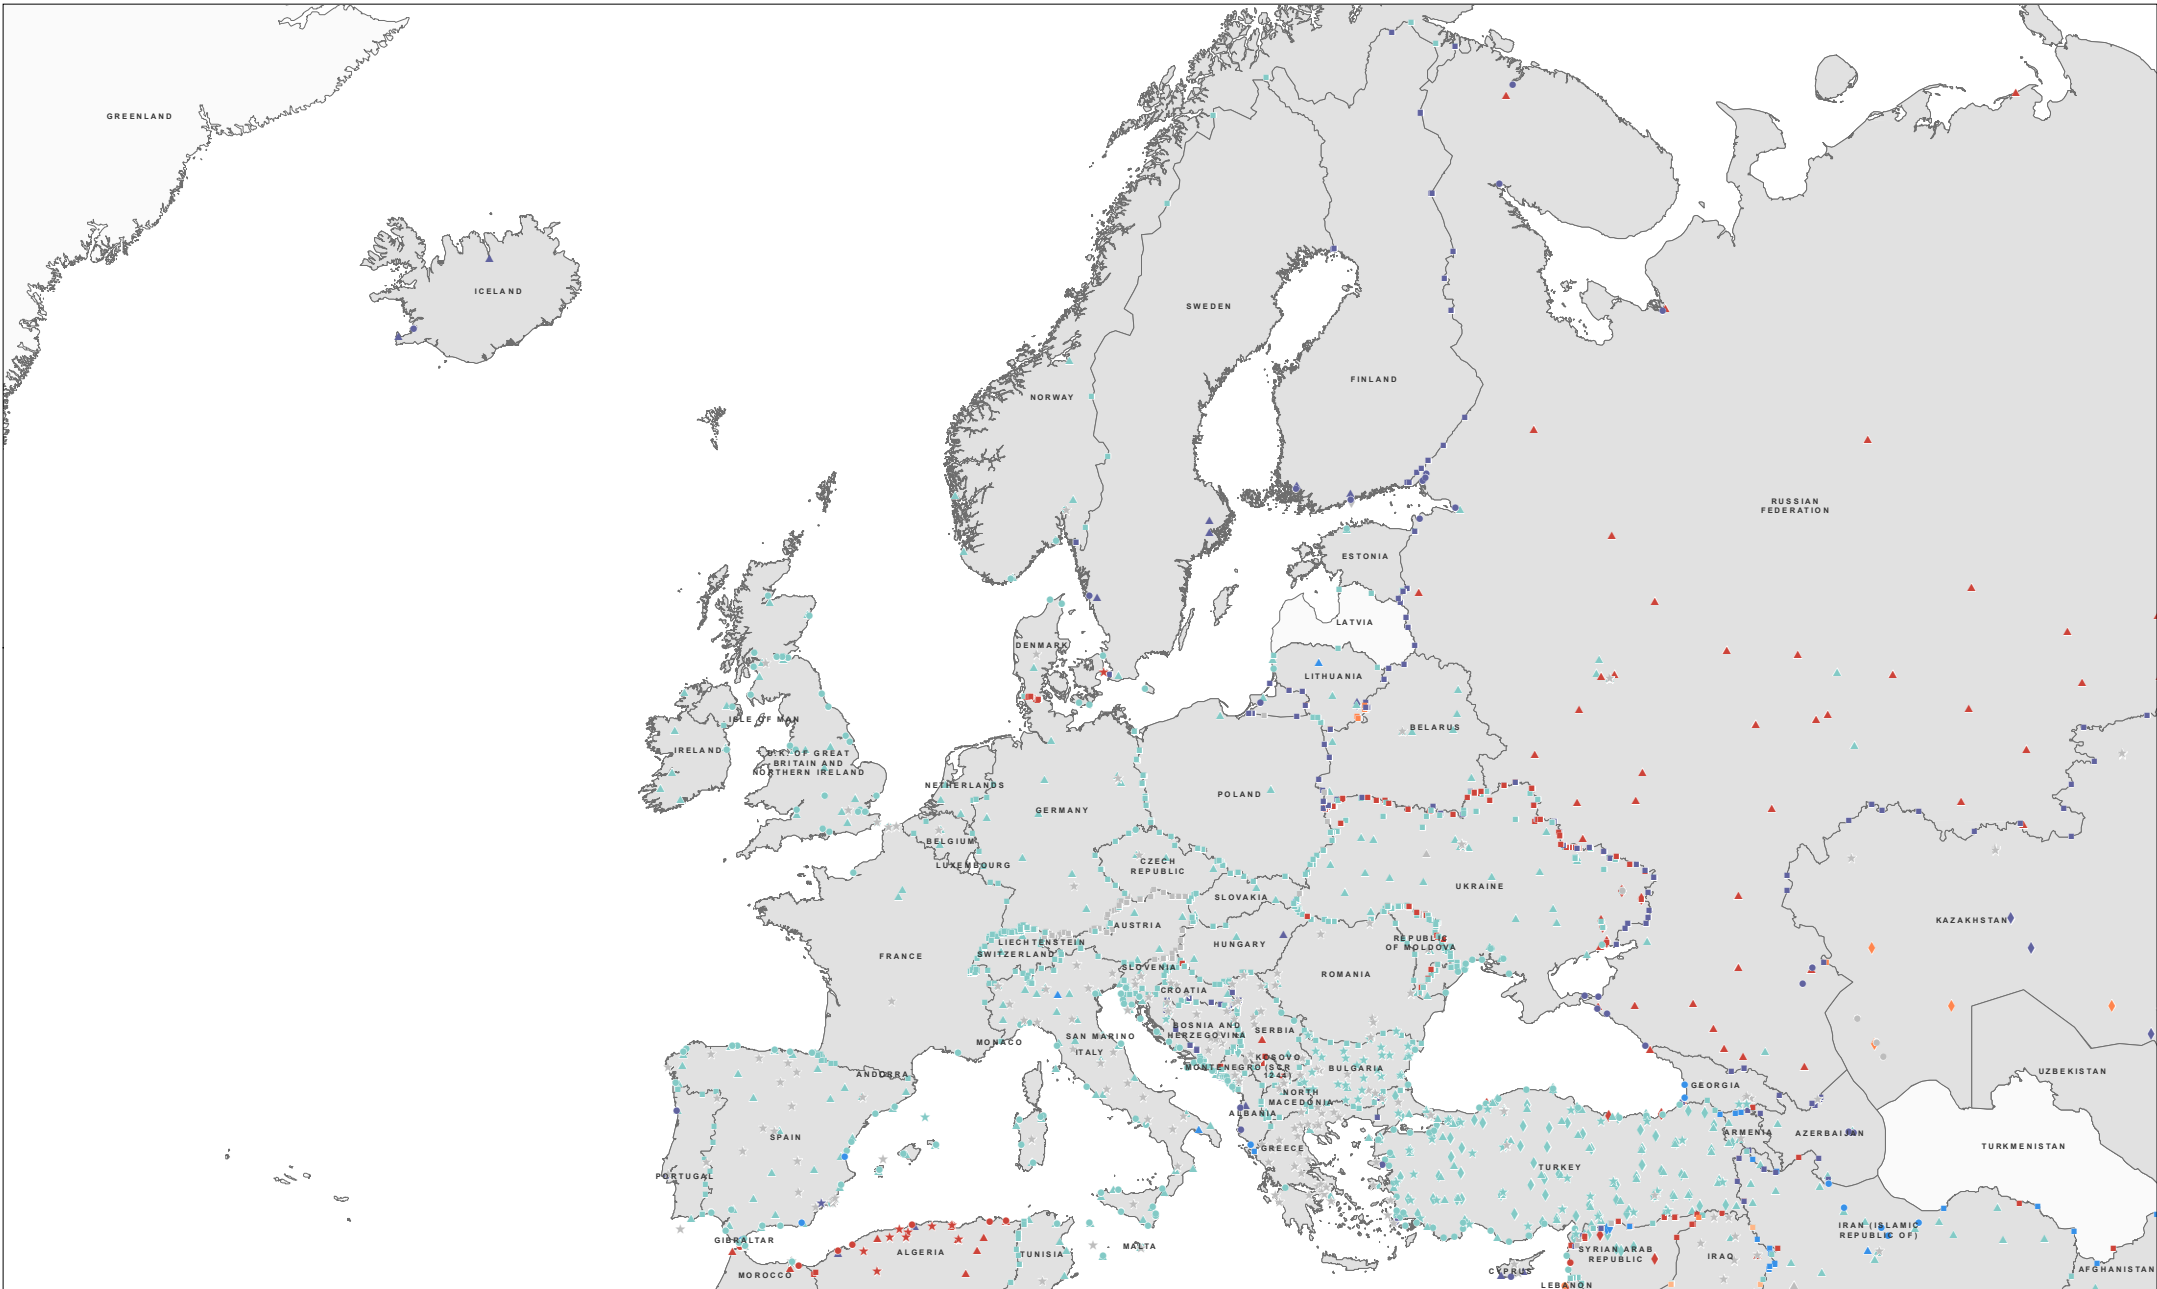 GREENLAND
ICELAND
SWEDEN
FINLAND
NORWAY
RUSSIAN
FEDERATION
ESTONIA
LATVIA
DENMARK
LITHUANIA
ISLE OF MAN
BELARUS
IRELAND
U.K. OF GREAT
BRITAIN AND
NORTHERN IRELAND
NETHERLANDS
POLAND
GERMANY
BELGIUM
LUXEMBOURG
CZECH
REPUBLIC
UKRAINE
SLOVAKIA
KAZAKHSTAN
AUSTRIA
LIECHTENSTEIN
HUNGARY
REPUBLIC
OF MOLDOVA
FRANCE
SWITZERLAND
SLOVENIA
ROMANIA
CROATIA
BOSNIA AND
HERZEGOVINA
SERBIA
SAN MARINO
MONACO
ITALY
KOSOVO
(SCR
1244)
MONTENEGRO
BULGARIA
ANDORRA
UZBEKISTAN
GEORGIA
NORTH
MACEDONIA
ALBANIA
SPAIN
ARMENIA
AZERBAIJAN
GREECE
TURKMENISTAN
TURKEY
PORTUGAL
GIBRALTAR
MALTA
ALGERIA
TUNISIA
SYRIAN ARAB
REPUBLIC
IRAQ
IRAN (ISLAMIC
REPUBLIC OF)
MOROCCO
CYPRUS
LEBANON
AFGHANISTAN